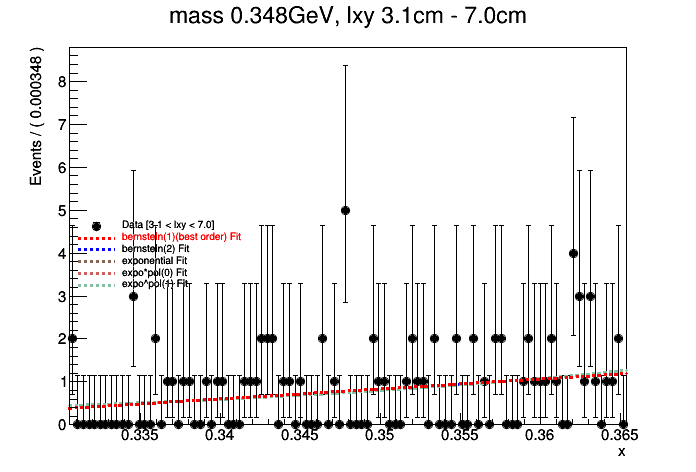 mass 0.348GeV, lxy 3.1cm - 7.0cm
Events / ( 0.000348 )
8
7
6
5
4
3
2
1
0
Data [3-1 < lxy < 7.0]
bernstein(1)(best order) Fit
bernstein(2) Fit
exponential Fit
expo*pol(0) Fit
expo*pol(1) Fit
0.335 0.34 0.345 0.35 0.355 0.36 0.365
x